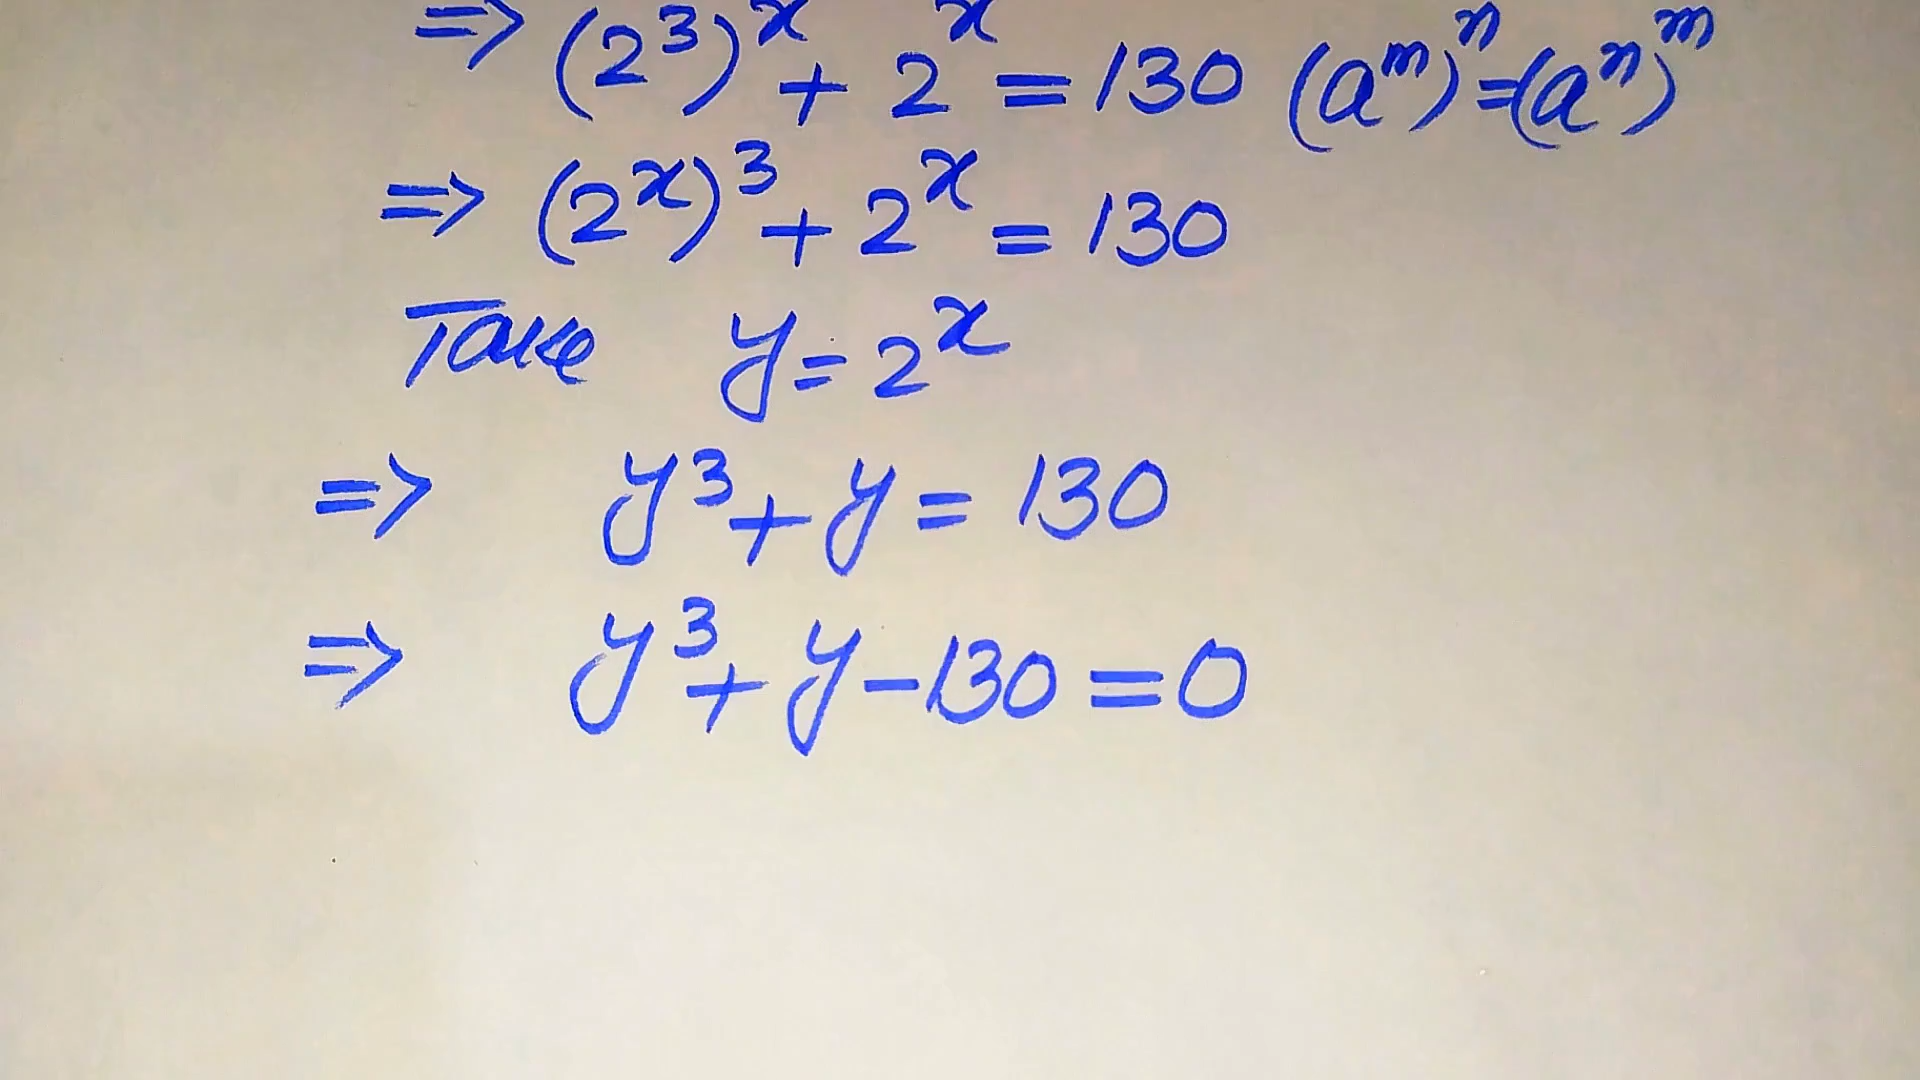 => (2³)ˣ + 2ˣ = 130 (aᵐ)ⁿ=(aⁿ)ᵐ
=> (2ˣ)³ + 2ˣ = 130
Take y = 2ˣ
=> y³ + y = 130
=> y³ + y - 130 = 0